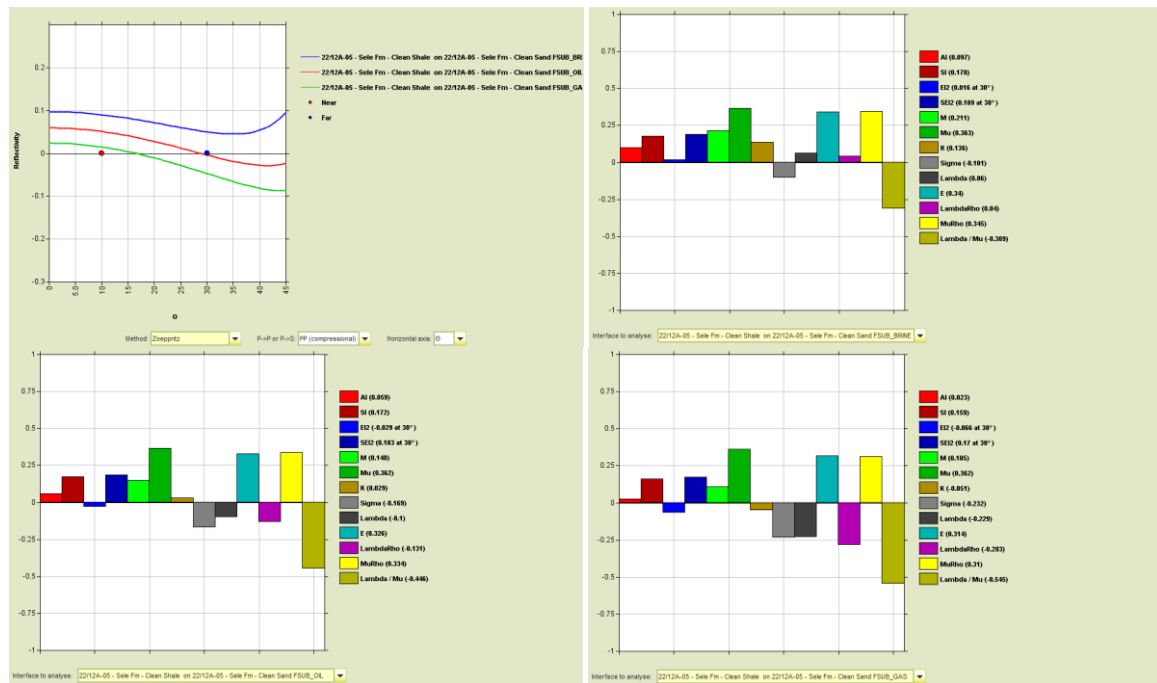 0.2
0.1
0
-0.1
-0.2
-0.3
Reflectivity
0
5.0
10
15
20
25
30
35
40
45
Θ
22/12A-05 - Sele Fm - Clean Shale on 22/12A-05 - Sele Fm - Clean Sand FSUB_BRI
22/12A-05 - Sele Fm - Clean Shale on 22/12A-05 - Sele Fm - Clean Sand FSUB_OIL
22/12A-05 - Sele Fm - Clean Shale on 22/12A-05 - Sele Fm - Clean Sand FSUB_GA
Near
Far
Method: Zoeppritz
P->P or P->S: PP (compressional)
Horizontal axis: Θ
1
0.75
0.5
0.25
0
-0.25
-0.5
-0.75
-1
AI (0.097)
SI (0.178)
EI2 (0.016 at 30°)
SEI2 (0.189 at 30°)
M (0.211)
Mu (0.363)
K (0.136)
Sigma (-0.101)
Lambda (0.06)
E (0.34)
LambdaRho (0.04)
MuRho (0.345)
Lambda / Mu (-0.309)
Interface to analyse: 22/12A-05 - Sele Fm - Clean Shale on 22/12A-05 - Sele Fm - Clean Sand FSUB_BRINE
1
0.75
0.5
0.25
0
-0.25
-0.5
-0.75
-1
AI (0.059)
SI (0.172)
EI2 (-0.029 at 30°)
SEI2 (0.183 at 30°)
M (0.148)
Mu (0.362)
K (0.029)
Sigma (-0.169)
Lambda (-0.1)
E (0.326)
LambdaRho (-0.131)
MuRho (0.334)
Lambda / Mu (-0.446)
Interface to analyse: 22/12A-05 - Sele Fm - Clean Shale on 22/12A-05 - Sele Fm - Clean Sand FSUB_OIL
1
0.75
0.5
0.25
0
-0.25
-0.5
-0.75
-1
AI (0.023)
SI (0.159)
EI2 (-0.066 at 30°)
SEI2 (0.17 at 30°)
M (0.105)
Mu (0.362)
K (-0.051)
Sigma (-0.232)
Lambda (-0.229)
E (0.314)
LambdaRho (-0.283)
MuRho (0.31)
Lambda / Mu (-0.545)
Interface to analyse: 22/12A-05 - Sele Fm - Clean Shale on 22/12A-05 - Sele Fm - Clean Sand FSUB_GAS